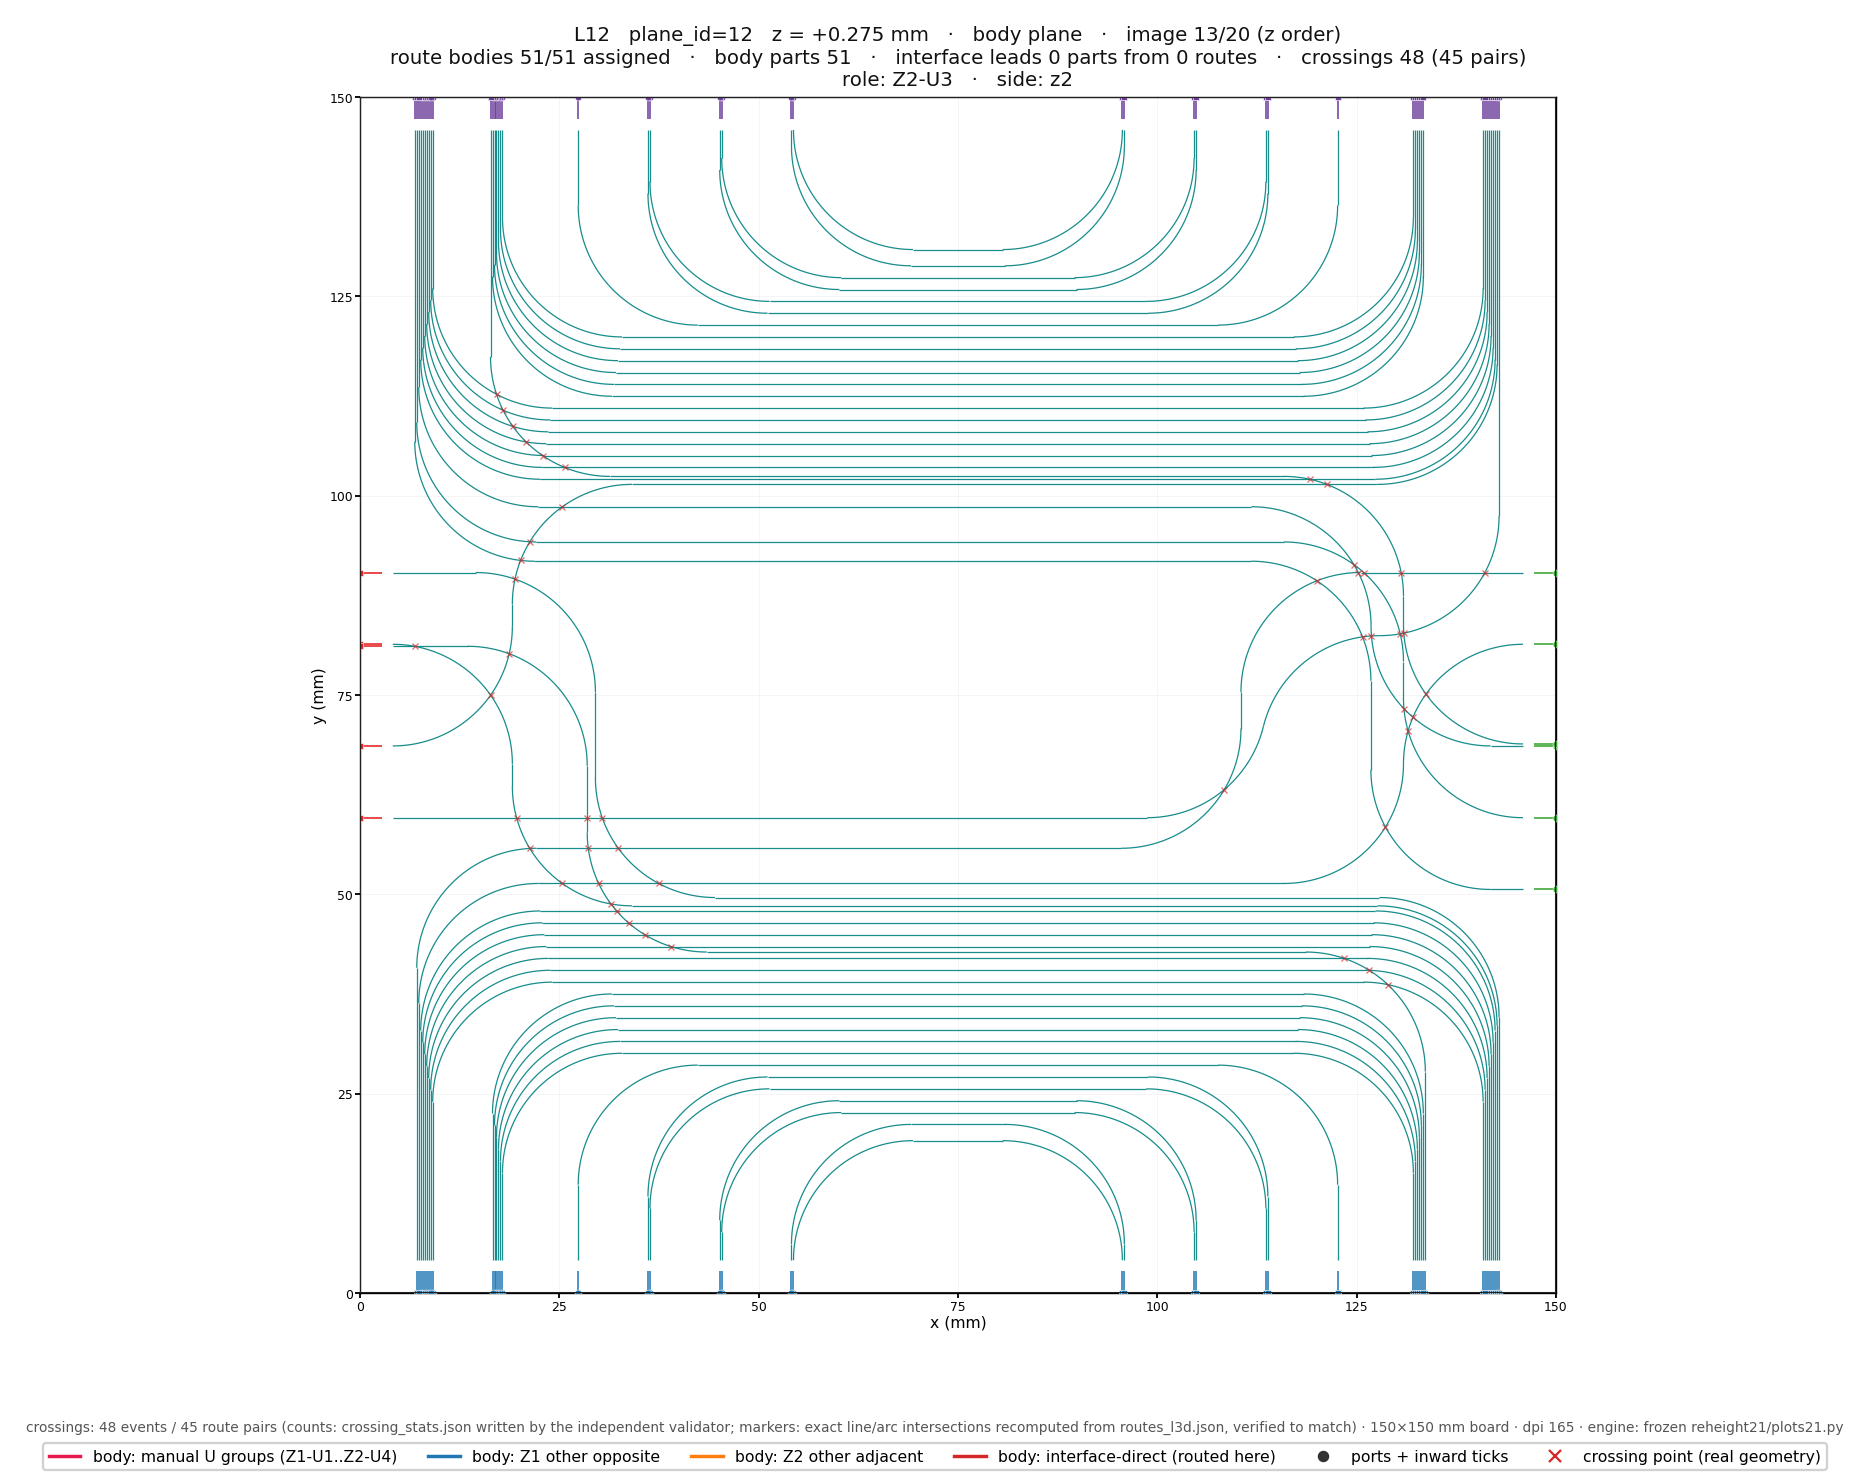 L12   plane_id=12   z = +0.275 mm   ·   body plane   ·   image 13/20 (z order)
route bodies 51/51 assigned   ·   body parts 51   ·   interface leads 0 parts from 0 routes   ·   crossings 48 (45 pairs)
role: Z2-U3   ·   side: z2
150
125
100
75
50
25
0
y (mm)
0 25 50 75 100 125 150
x (mm)
crossings: 48 events / 45 route pairs (counts: crossing_stats.json written by the independent validator; markers: exact line/arc intersections recomputed from routes_l3d.json, verified to match) · 150×150 mm board · dpi 165 · engine: frozen reheight21/plots21.py
body: manual U groups (Z1-U1..Z2-U4) body: Z1 other opposite body: Z2 other adjacent body: interface-direct (routed here) ports + inward ticks crossing point (real geometry)